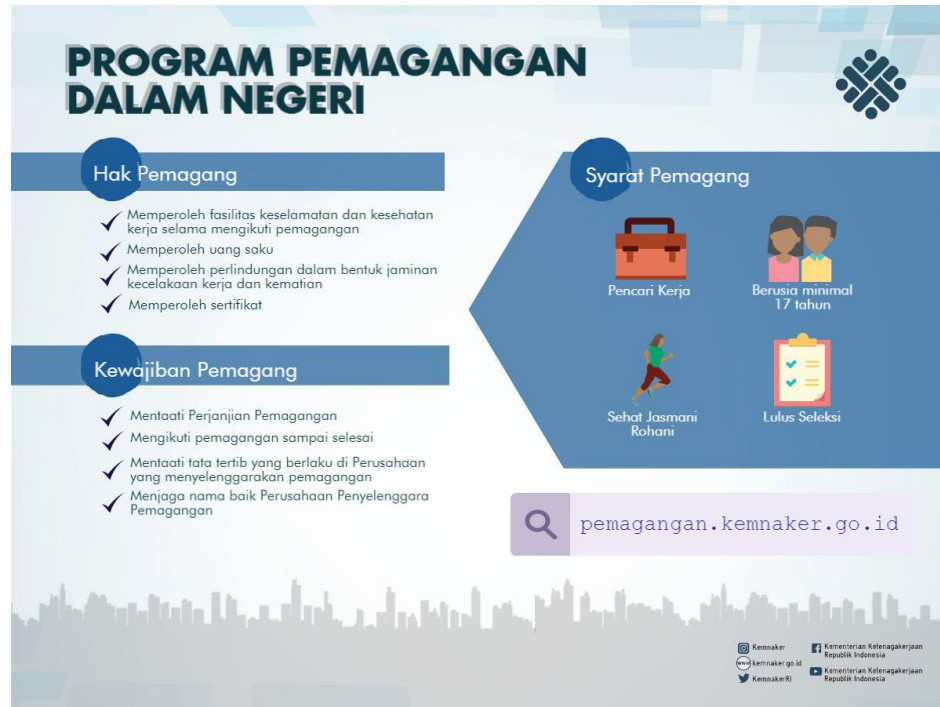 PROGRAM PEMAGANGAN
DALAM NEGERI
Hak Pemagang
Memperoleh fasilitas keselamatan dan kesehatan
kerja selama mengikuti pemagangan
Memperoleh uang saku
Memperoleh perlindungan dalam bentuk jaminan
kecelakaan kerja dan kematian
Memperoleh sertifikat
Kewajiban Pemagang
Mentaati Perjanjian Pemagangan
Mengikuti pemagangan sampai selesai
Mentaati tata tertib yang berlaku di Perusahaan
yang menyelenggarakan pemagangan
Menjaga nama baik Perusahaan Penyelenggara
Pemagangan
Syarat Pemagang
Pencari Kerja
Berusia minimal
17 tahun
Sehat Jasmani
Rohani
Lulus Seleksi
pemagangan.kemnaker.go.id
Kemnaker
www kemnaker.go.id
KemnakerRI
Kementerian Ketenagakerjaan
Republik Indonesia
Kementerian Ketenagakerjaan
Republik Indonesia